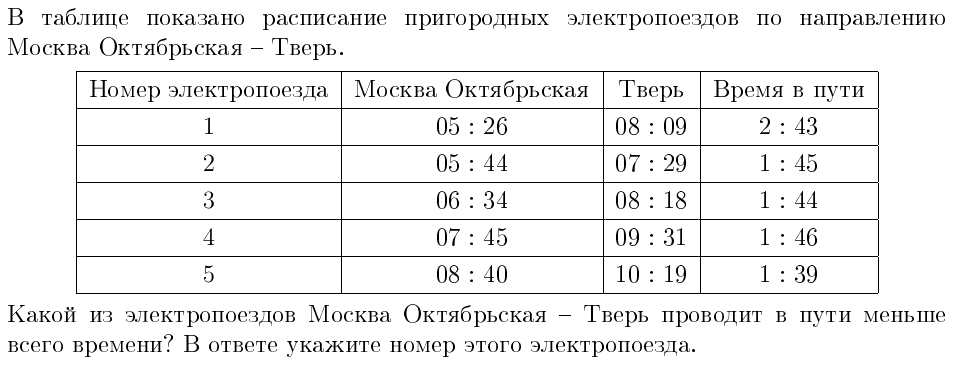 В таблице показано расписание пригородных электропоездов по направлению
Москва Октябрьская – Тверь.
Номер электропоезда Москва Октябрьская Тверь Время в пути
1 05 : 26 08 : 09 2 : 43
2 05 : 44 07 : 29 1 : 45
3 06 : 34 08 : 18 1 : 44
4 07 : 45 09 : 31 1 : 46
5 08 : 40 10 : 19 1 : 39
Какой из электропоездов Москва Октябрьская – Тверь проводит в пути меньше
всего времени? В ответе укажите номер этого электропоезда.